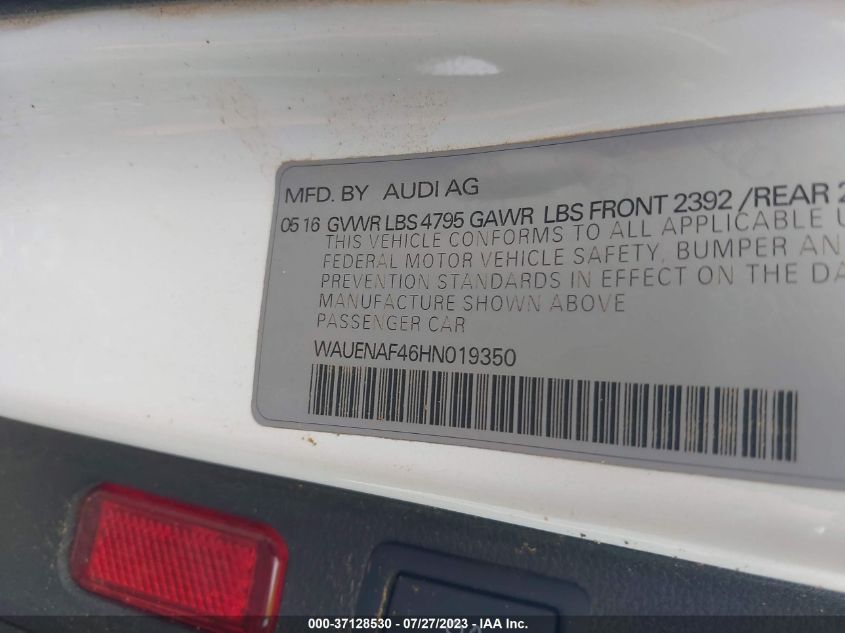 MFD. BY AUDI AG
05 16 GVWR LBS 4795 GAWR LBS FRONT 2392 /REAR 2
THIS VEHICLE CONFORMS TO ALL APPLICABLE
FEDERAL MOTOR VEHICLE SAFETY, BUMPER AN
PREVENTION STANDARDS IN EFFECT ON THE DA
MANUFACTURE SHOWN ABOVE
PASSENGER CAR
WAUENAF46HN019350
000-37128530 - 07/27/2023 - IAA Inc.